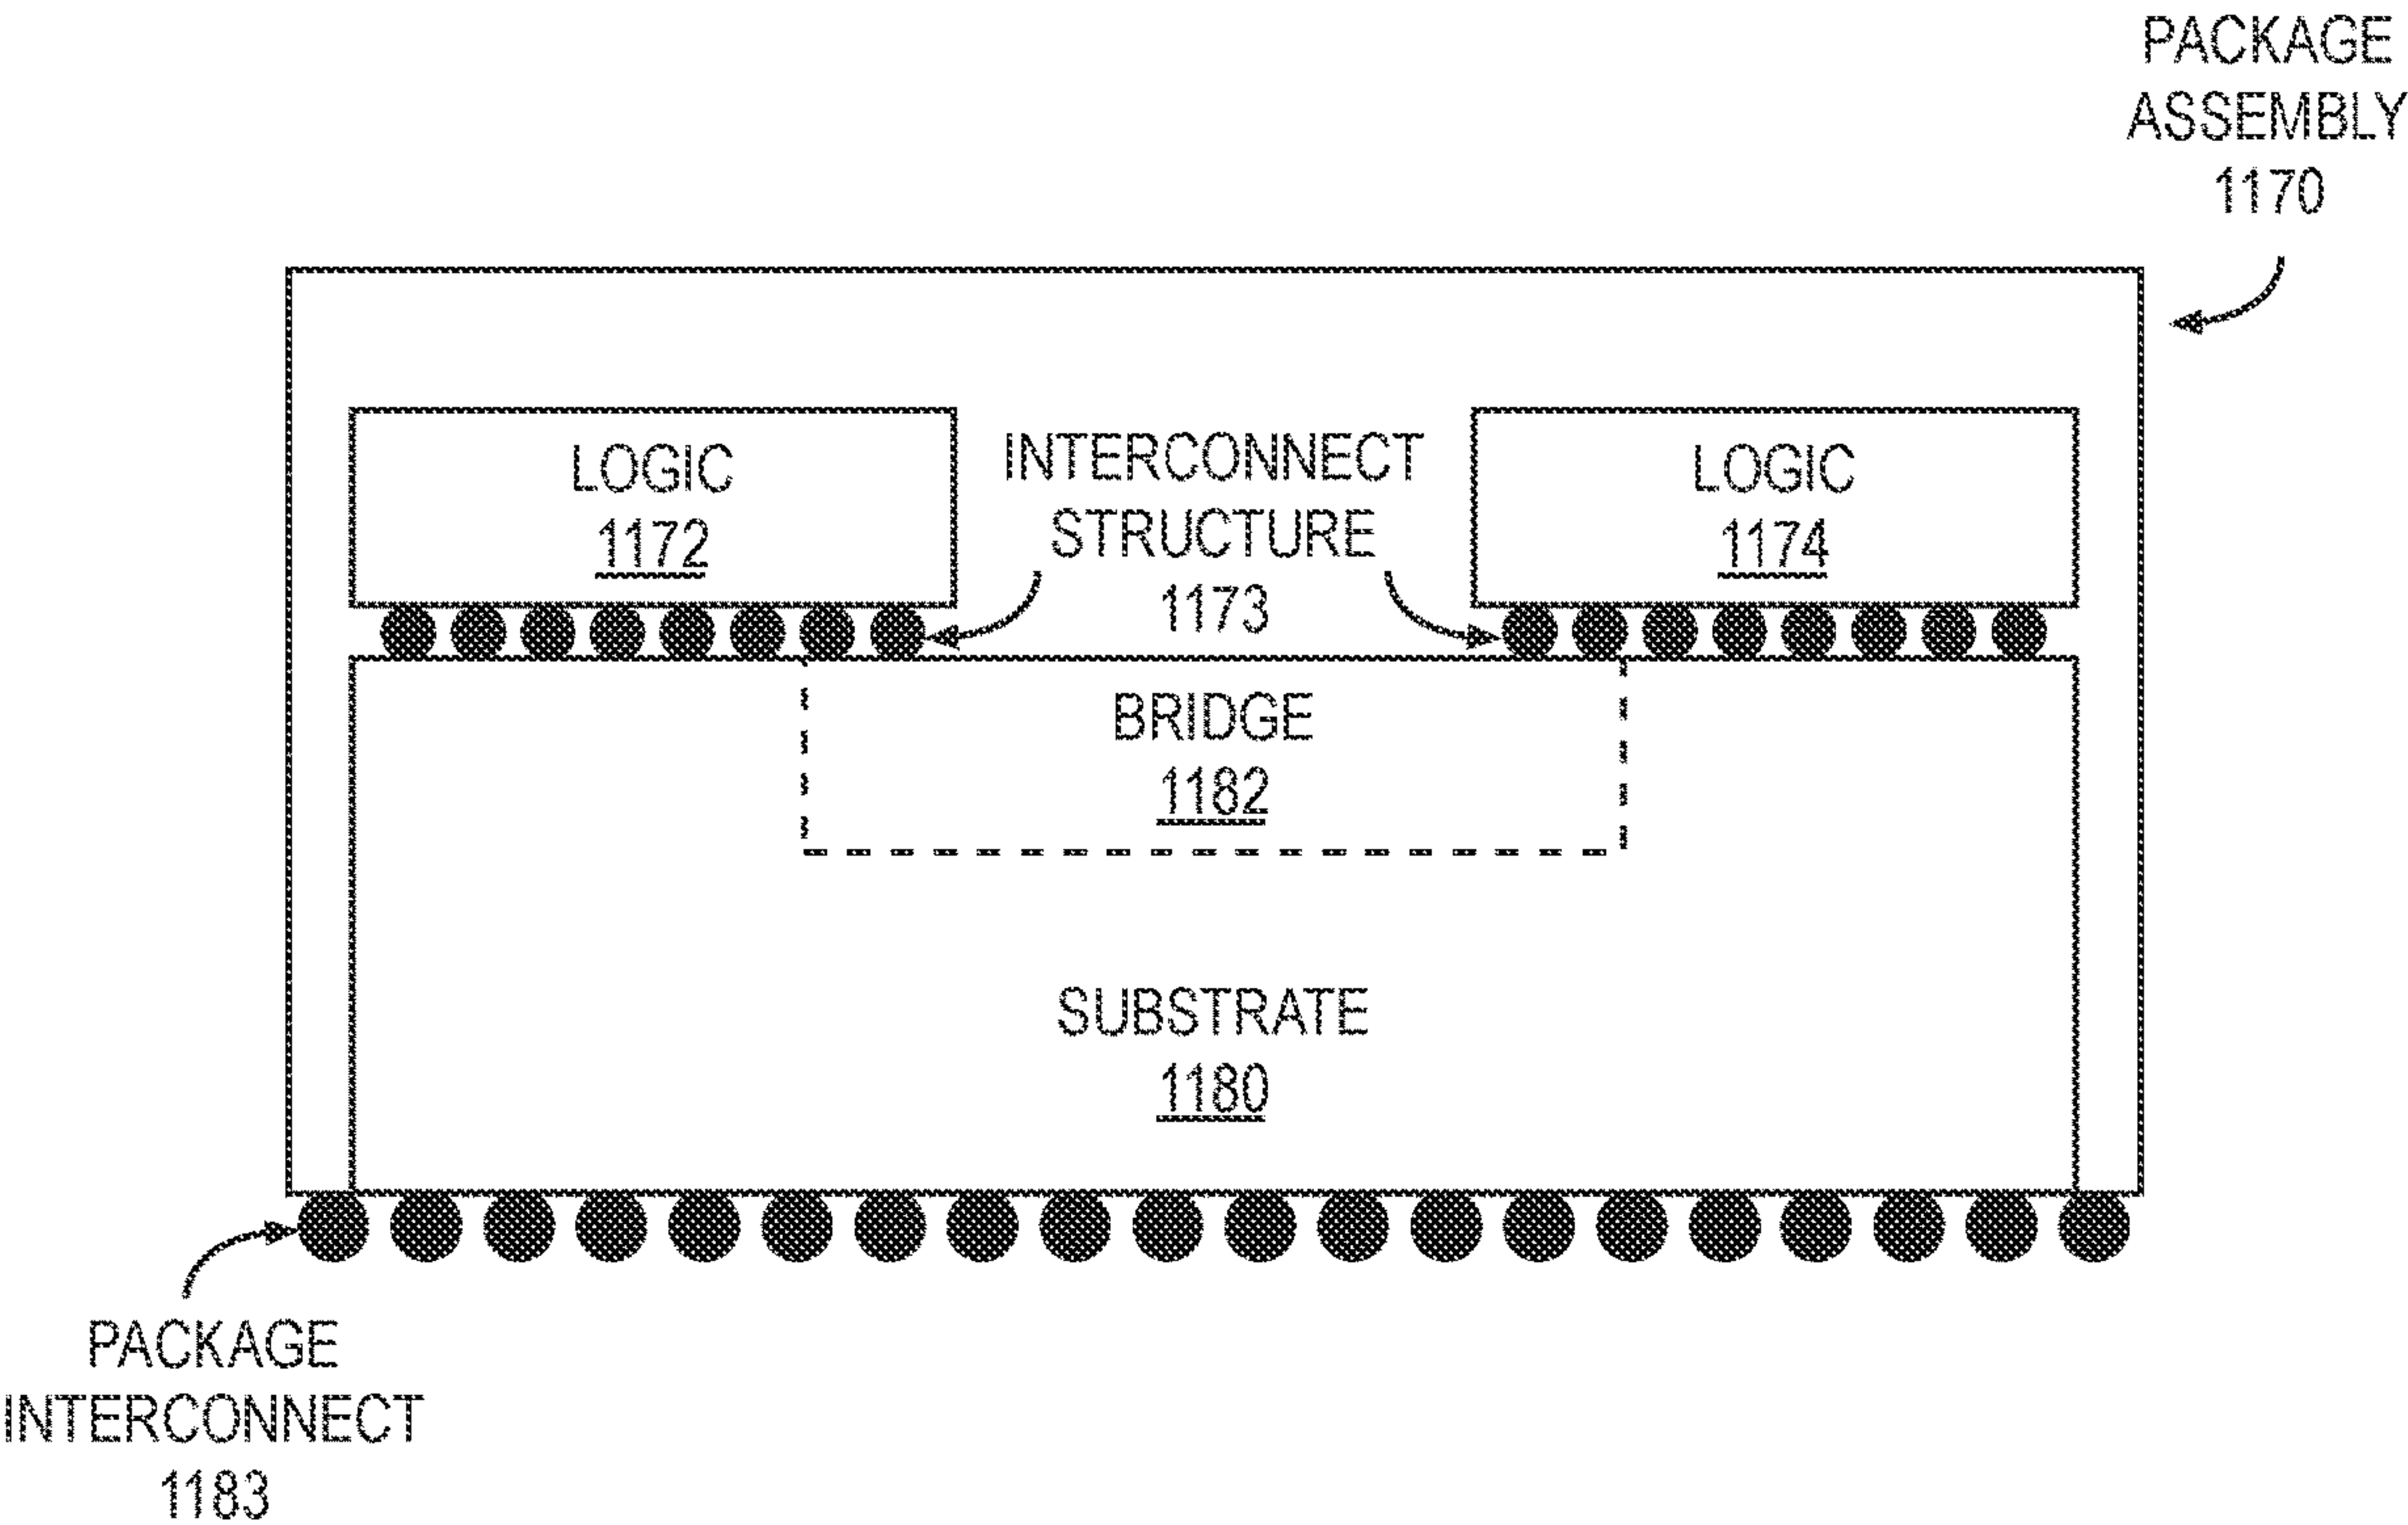 PACKAGE
ASSEMBLY
1170
LOGIC
1172
INTERCONNECT
STRUCTURE
1173
LOGIC
1174
BRIDGE
1182
SUBSTRATE
1180
PACKAGE
INTERCONNECT
1183